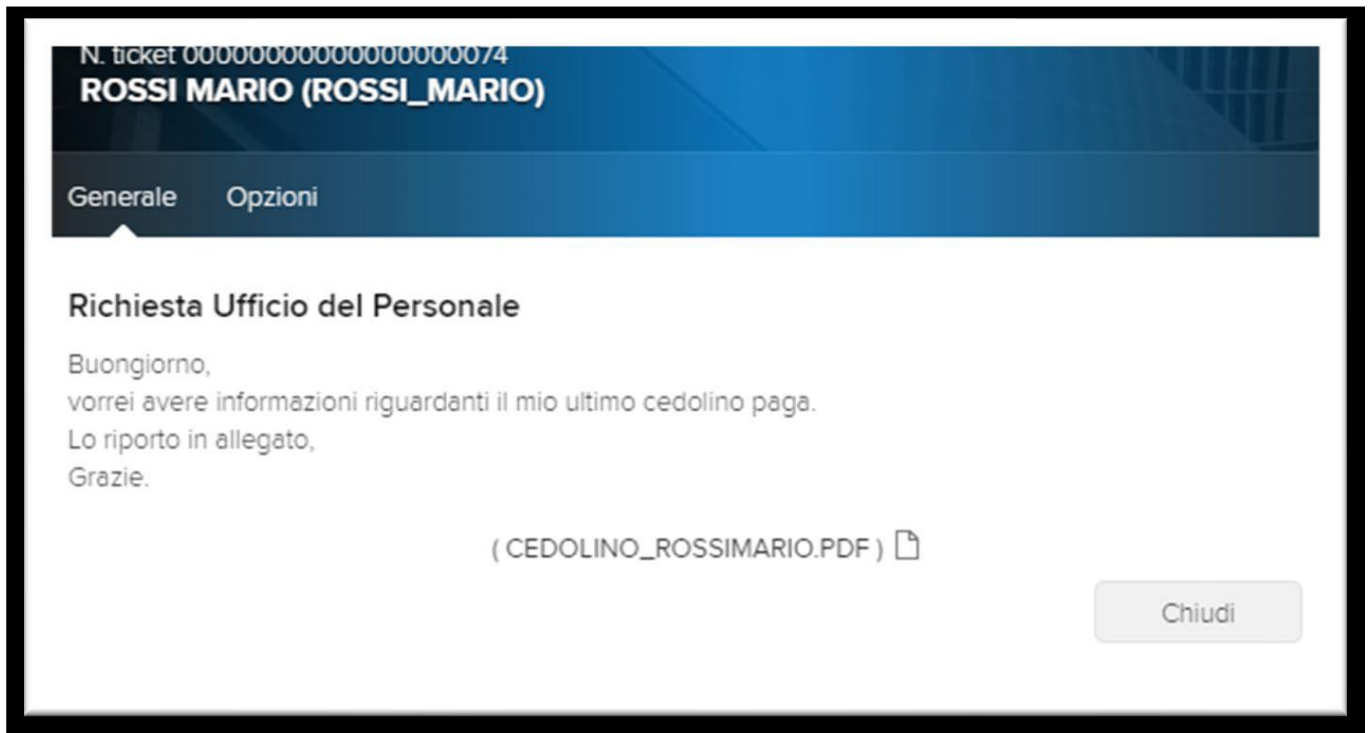 N. ticket 00000000000000000074
ROSSI MARIO (ROSSI_MARIO)
Generale Opzioni
Richiesta Ufficio del Personale
Buongiorno,
vorrei avere informazioni riguardanti il mio ultimo cedolino paga.
Lo riporto in allegato,
Grazie.
( CEDOLINO_ROSSIMARIO.PDF )
Chiudi